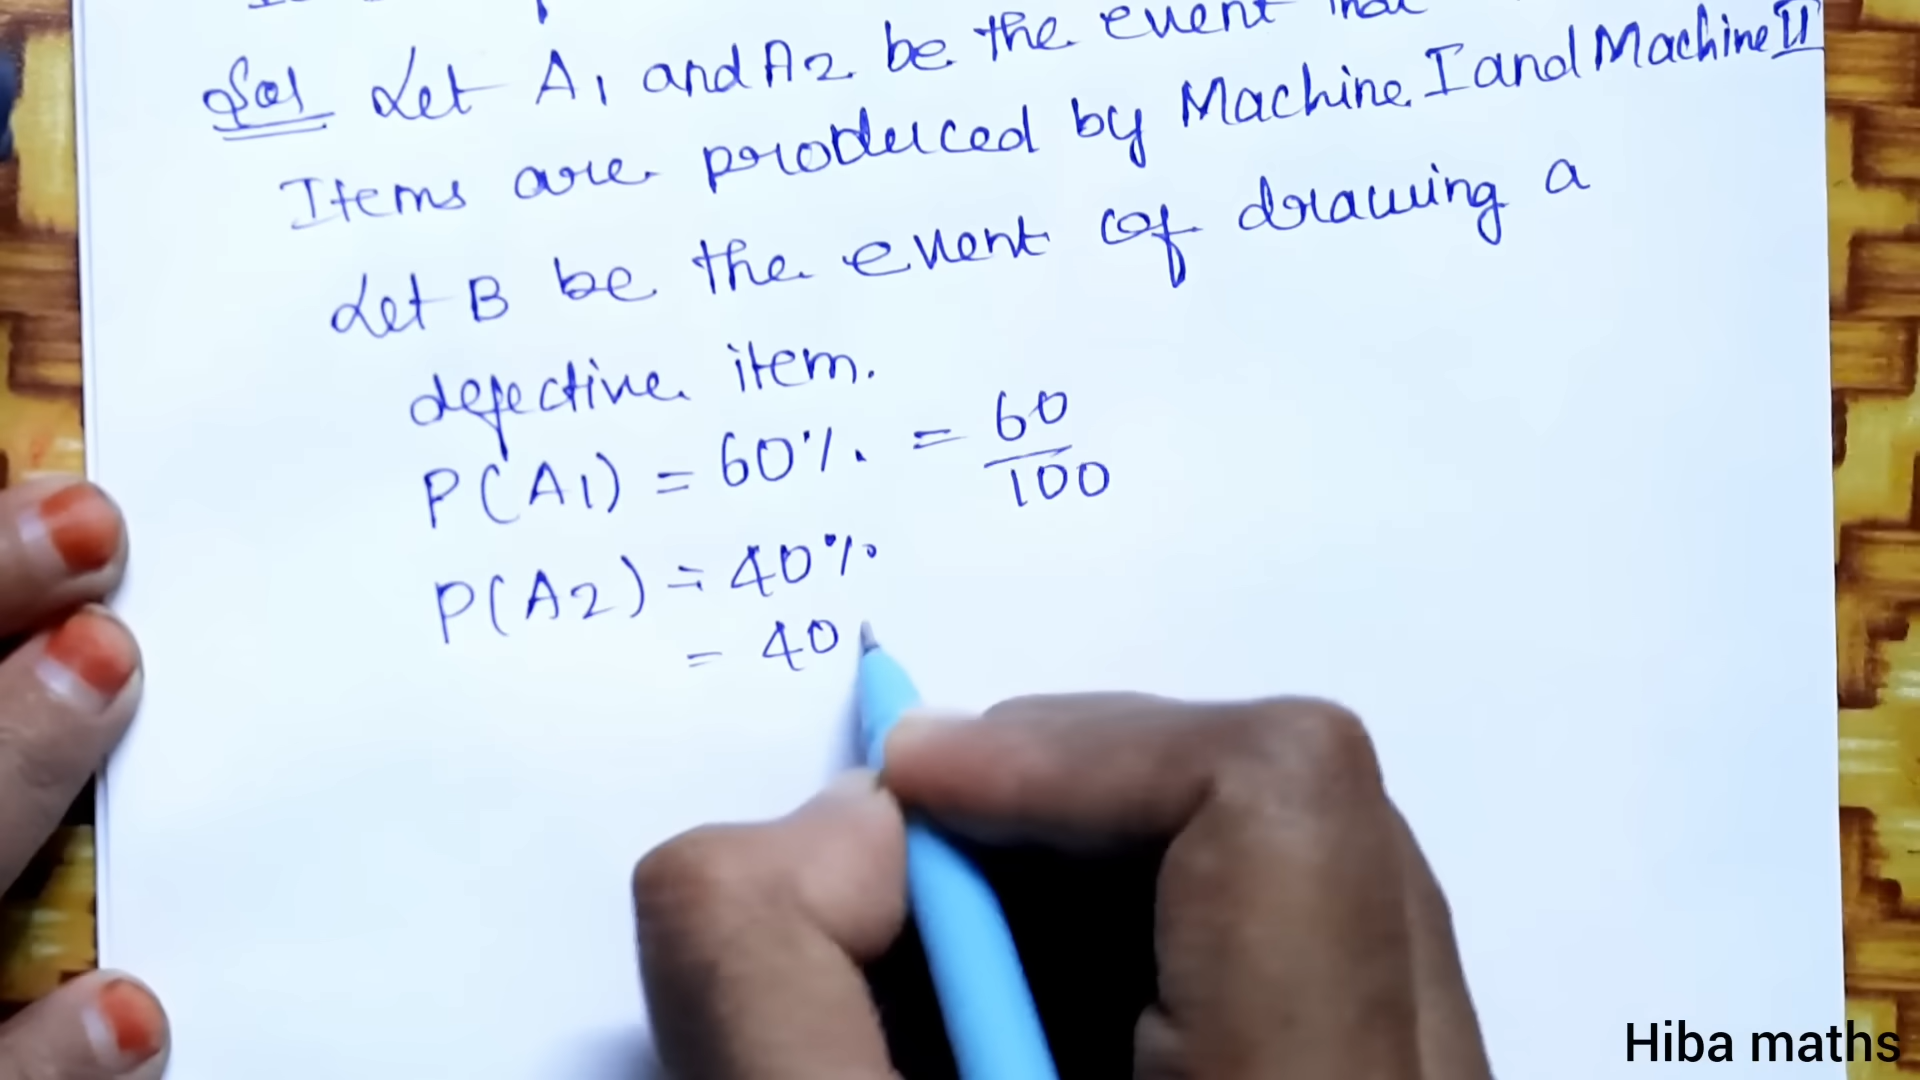 Sol Let A1 and A2 be the event that
Items are produced by Machine I and Machine II
Let B be the event of drawing a
defective item.
P(A1) = 60% = 60/100
P(A2) = 40%
= 40
Hiba maths